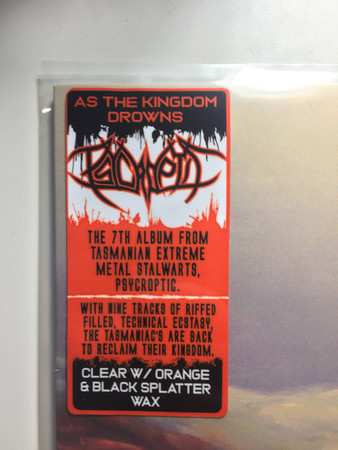 AS THE KINGDOM
DROWNS
PSYCROPTIC
THE 7TH ALBUM FROM
TASMANIAN EXTREME
METAL STALWARTS,
PSYCROPTIC.
WITH NINE TRACKS OF RIFFED
FILLED, TECHNICAL ECSTASY,
THE TASMANIAC'S ARE BACK
TO RECLAIM THEIR KINGDOM.
CLEAR W/ ORANGE
& BLACK SPLATTER
WAX